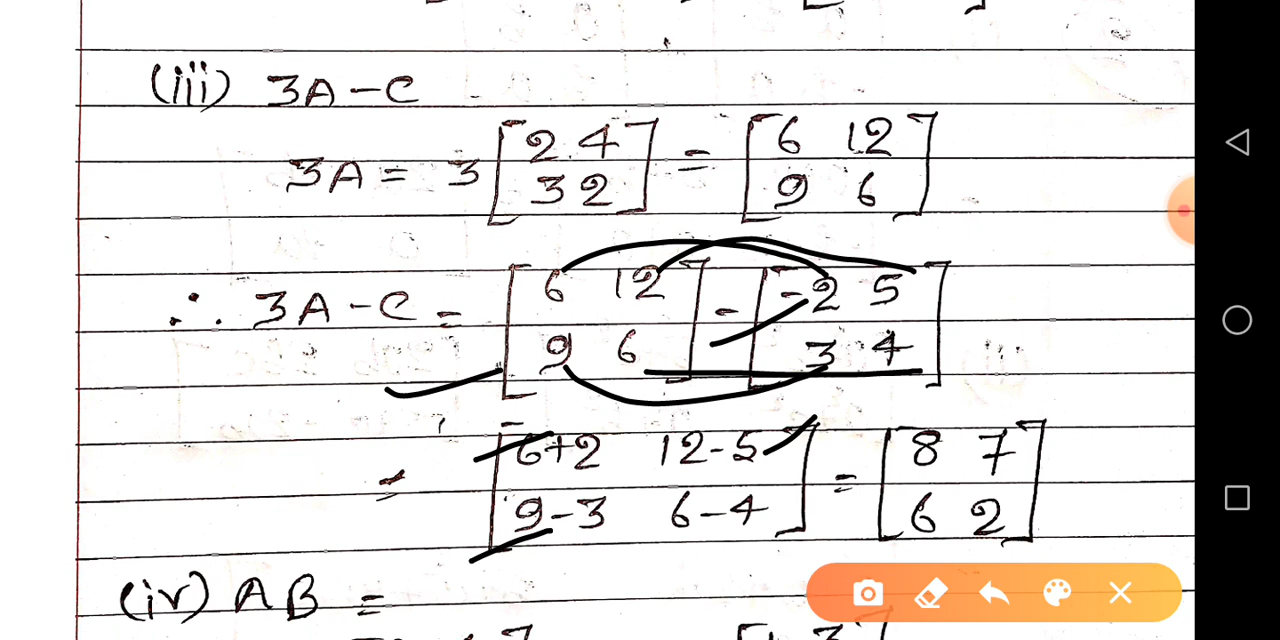 (iii) 3A - C
3A = 3 [2 4 = [6 12
3 2] 9 6]
∴ 3A - C = [6 12 - [-2 5
9 6] 3 4]
= [6+2 12-5 = [8 7
9-3 6-4] 6 2]
(iv) AB =